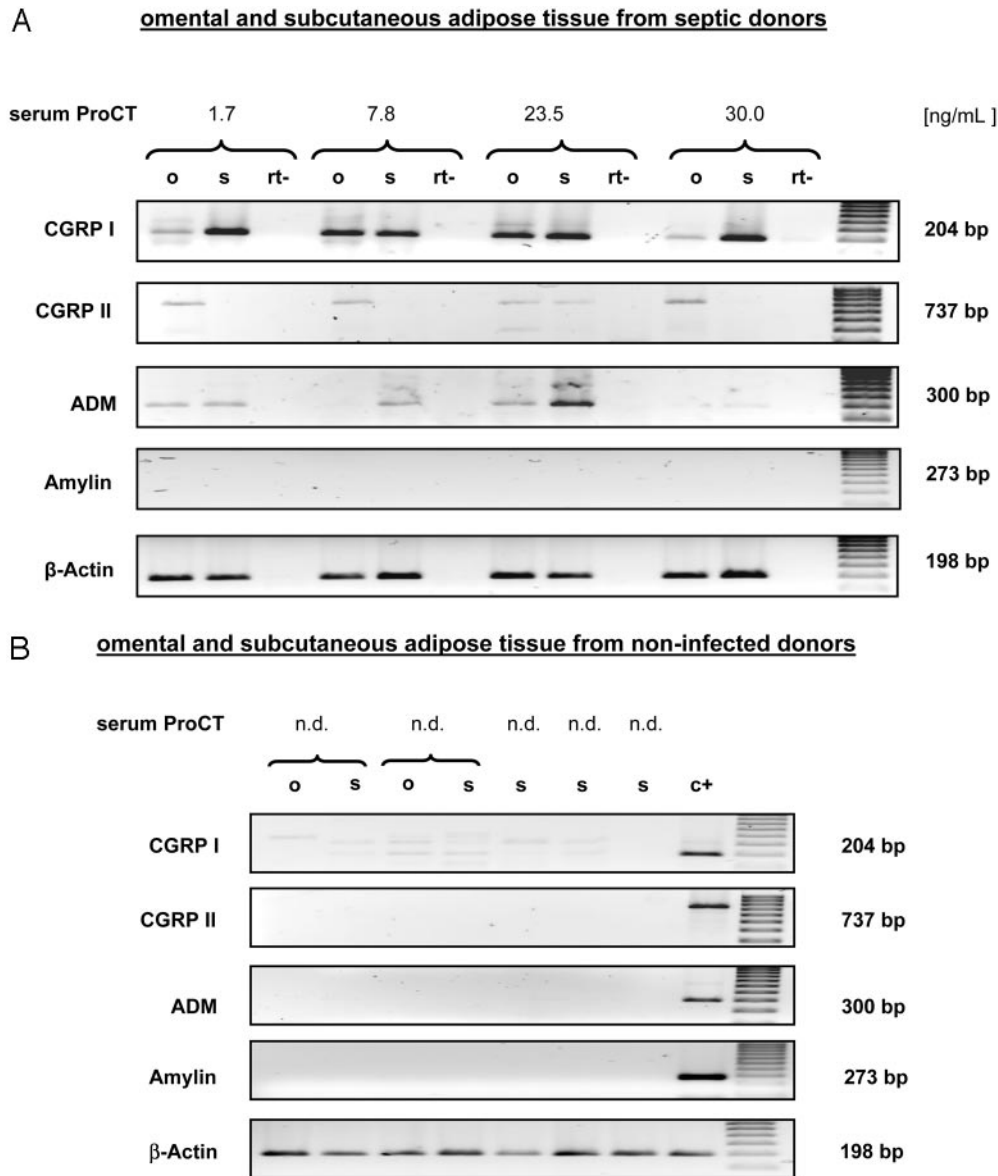 A omental and subcutaneous adipose tissue from septic donors
serum ProCT 1.7 7.8 23.5 30.0 [ng/mL ]
o s rt- o s rt- o s rt- o s rt-
CGRP I 204 bp
CGRP II 737 bp
ADM 300 bp
Amylin 273 bp
β-Actin 198 bp
B omental and subcutaneous adipose tissue from non-infected donors
serum ProCT n.d. n.d. n.d. n.d. n.d.
o s o s s s s c+
CGRP I 204 bp
CGRP II 737 bp
ADM 300 bp
Amylin 273 bp
β-Actin 198 bp